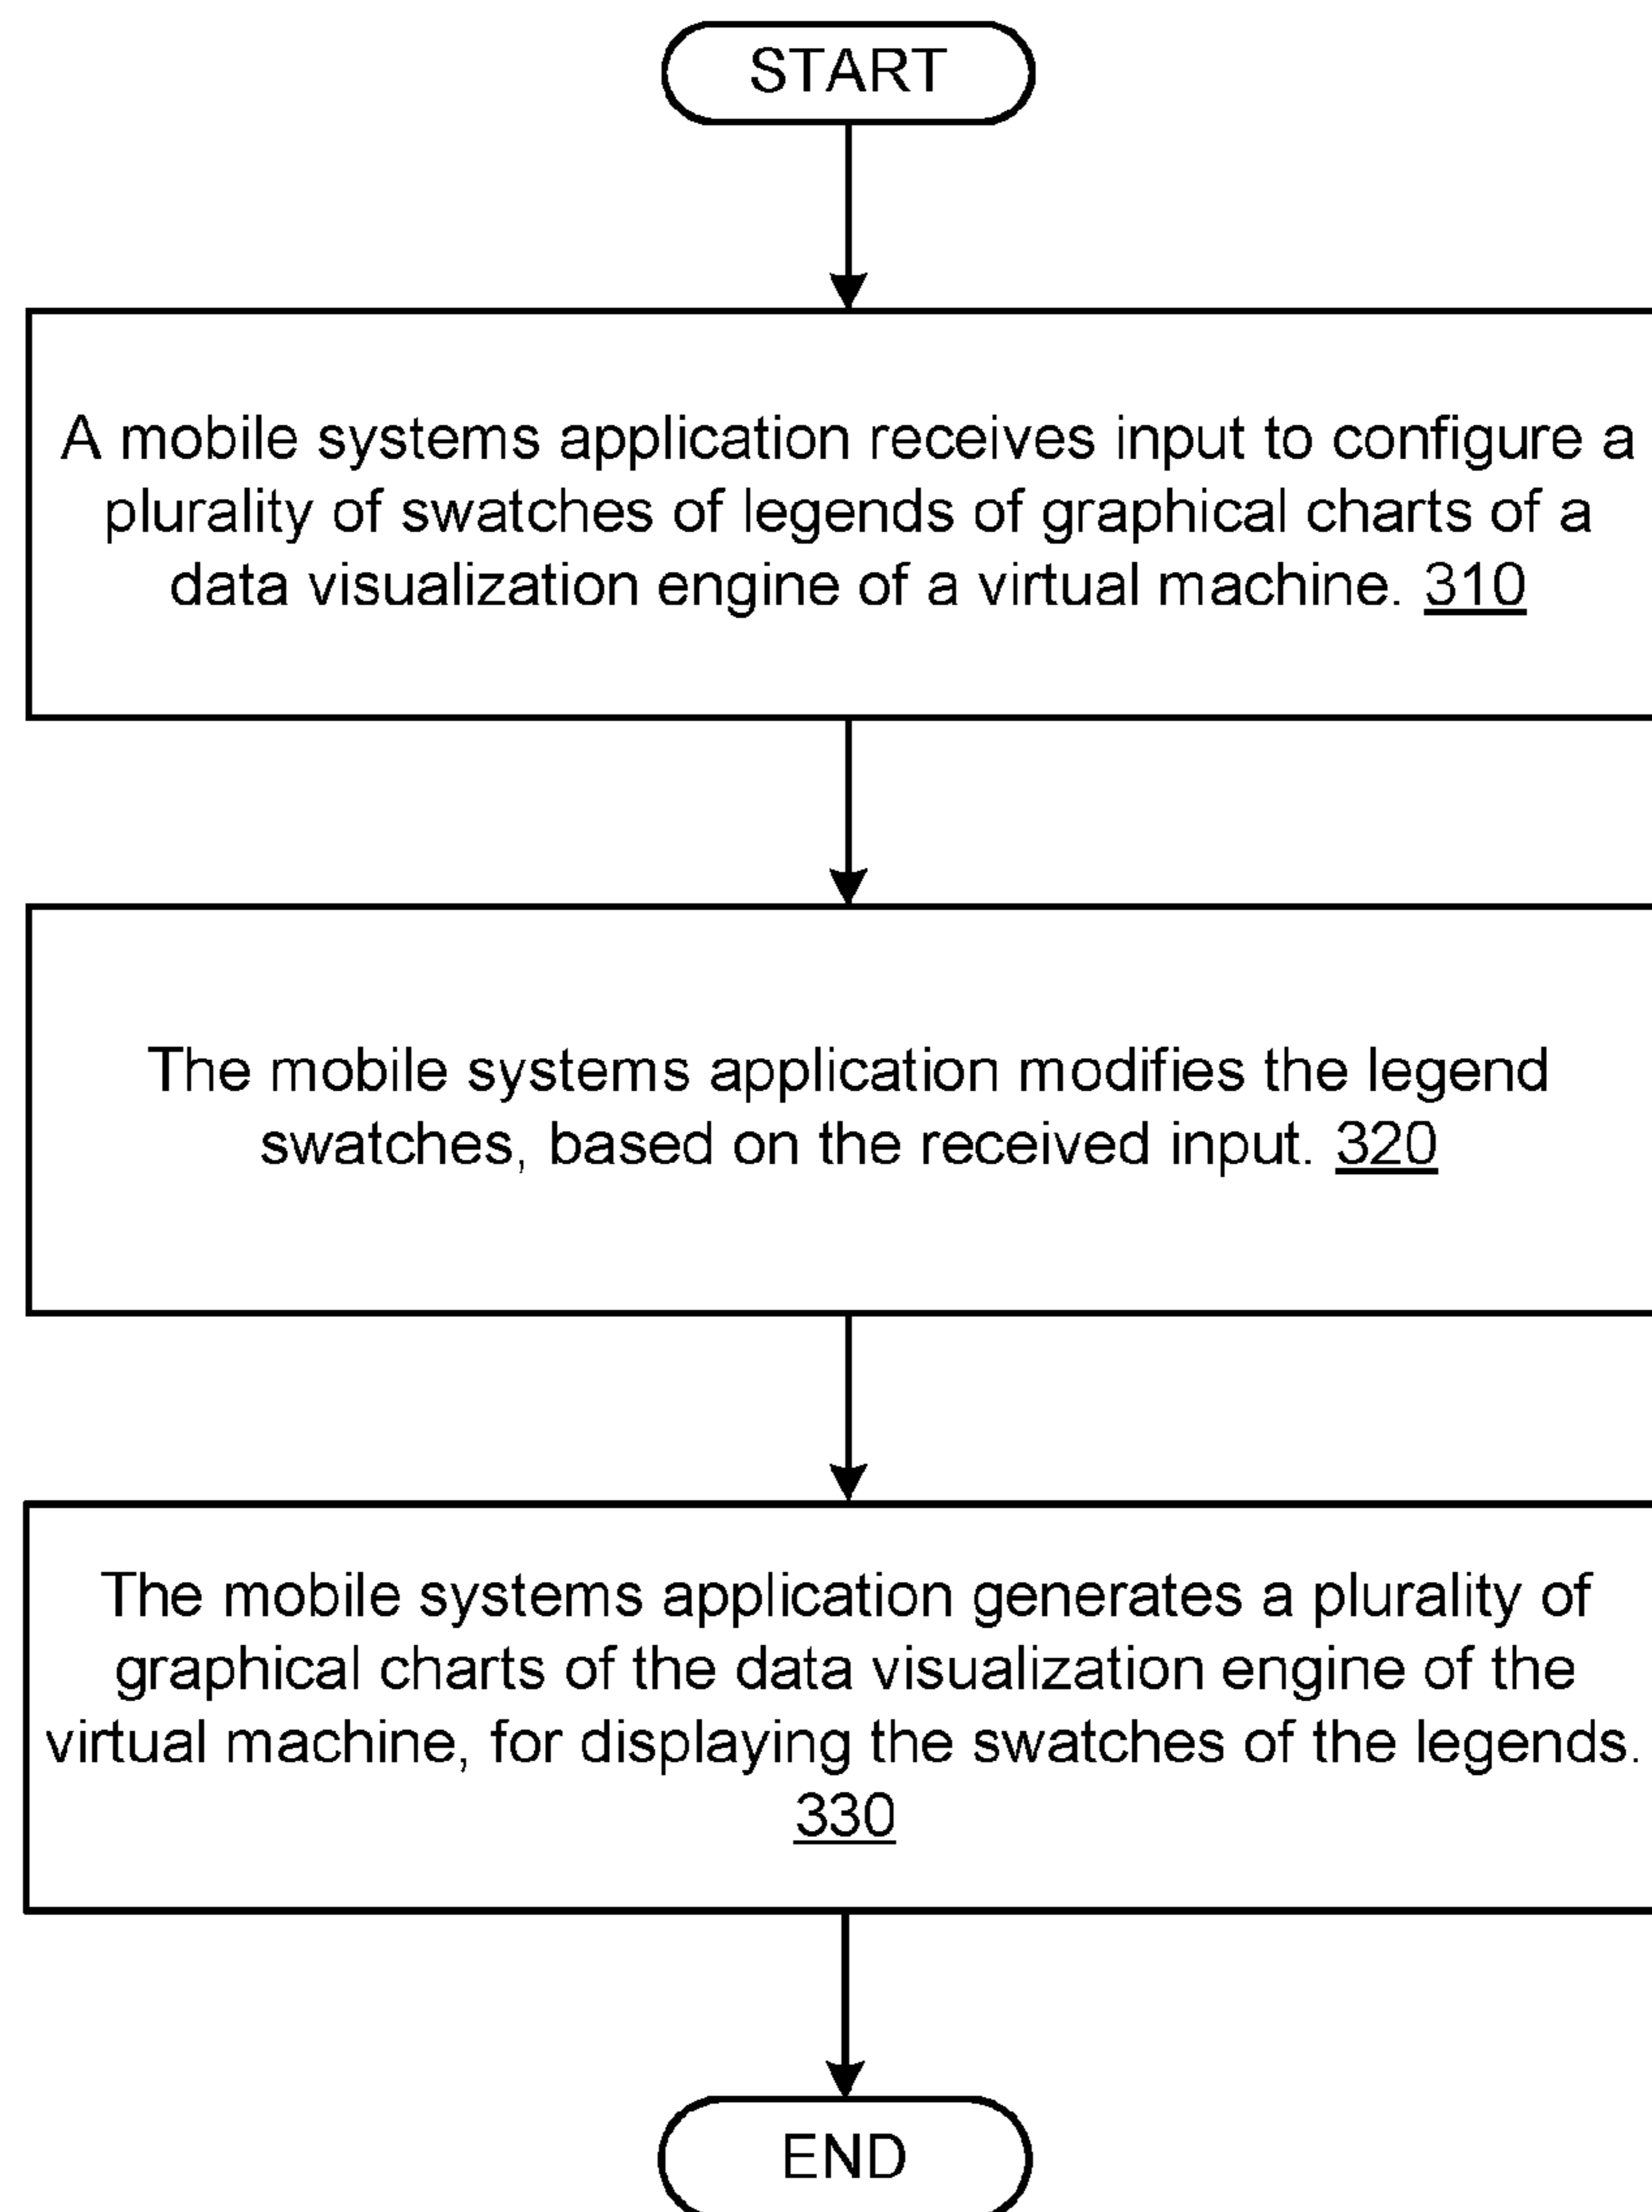 START
A mobile systems application receives input to configure a
plurality of swatches of legends of graphical charts of a
data visualization engine of a virtual machine. 310
The mobile systems application modifies the legend
swatches, based on the received input. 320
The mobile systems application generates a plurality of
graphical charts of the data visualization engine of the
virtual machine, for displaying the swatches of the legends.
330
END